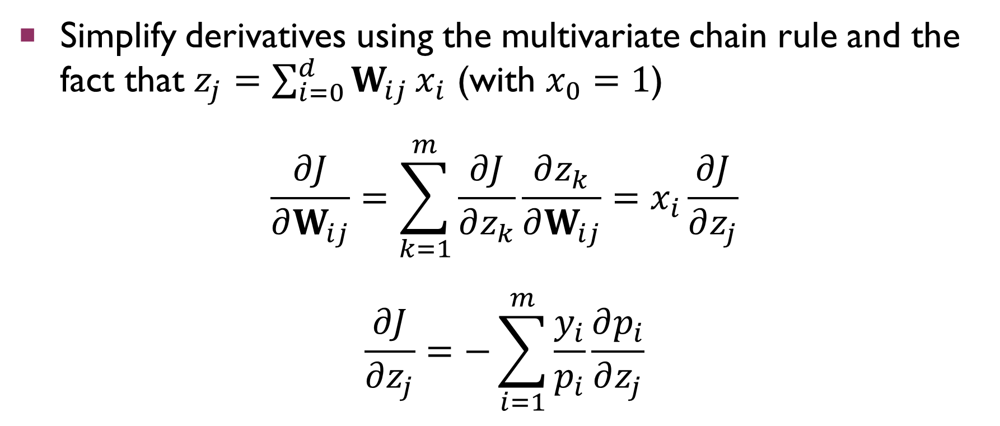 ▪ Simplify derivatives using the multivariate chain rule and the
fact that $z_j = \sum_{i=0}^{d} \mathbf{W}_{ij} \, x_i$ (with $x_0 = 1$)
$\frac{\partial J}{\partial \mathbf{W}_{ij}} = \sum_{k=1}^{m} \frac{\partial J}{\partial z_k} \frac{\partial z_k}{\partial \mathbf{W}_{ij}} = x_i \frac{\partial J}{\partial z_j}$
$\frac{\partial J}{\partial z_j} = - \sum_{i=1}^{m} \frac{y_i}{p_i} \frac{\partial p_i}{\partial z_j}$